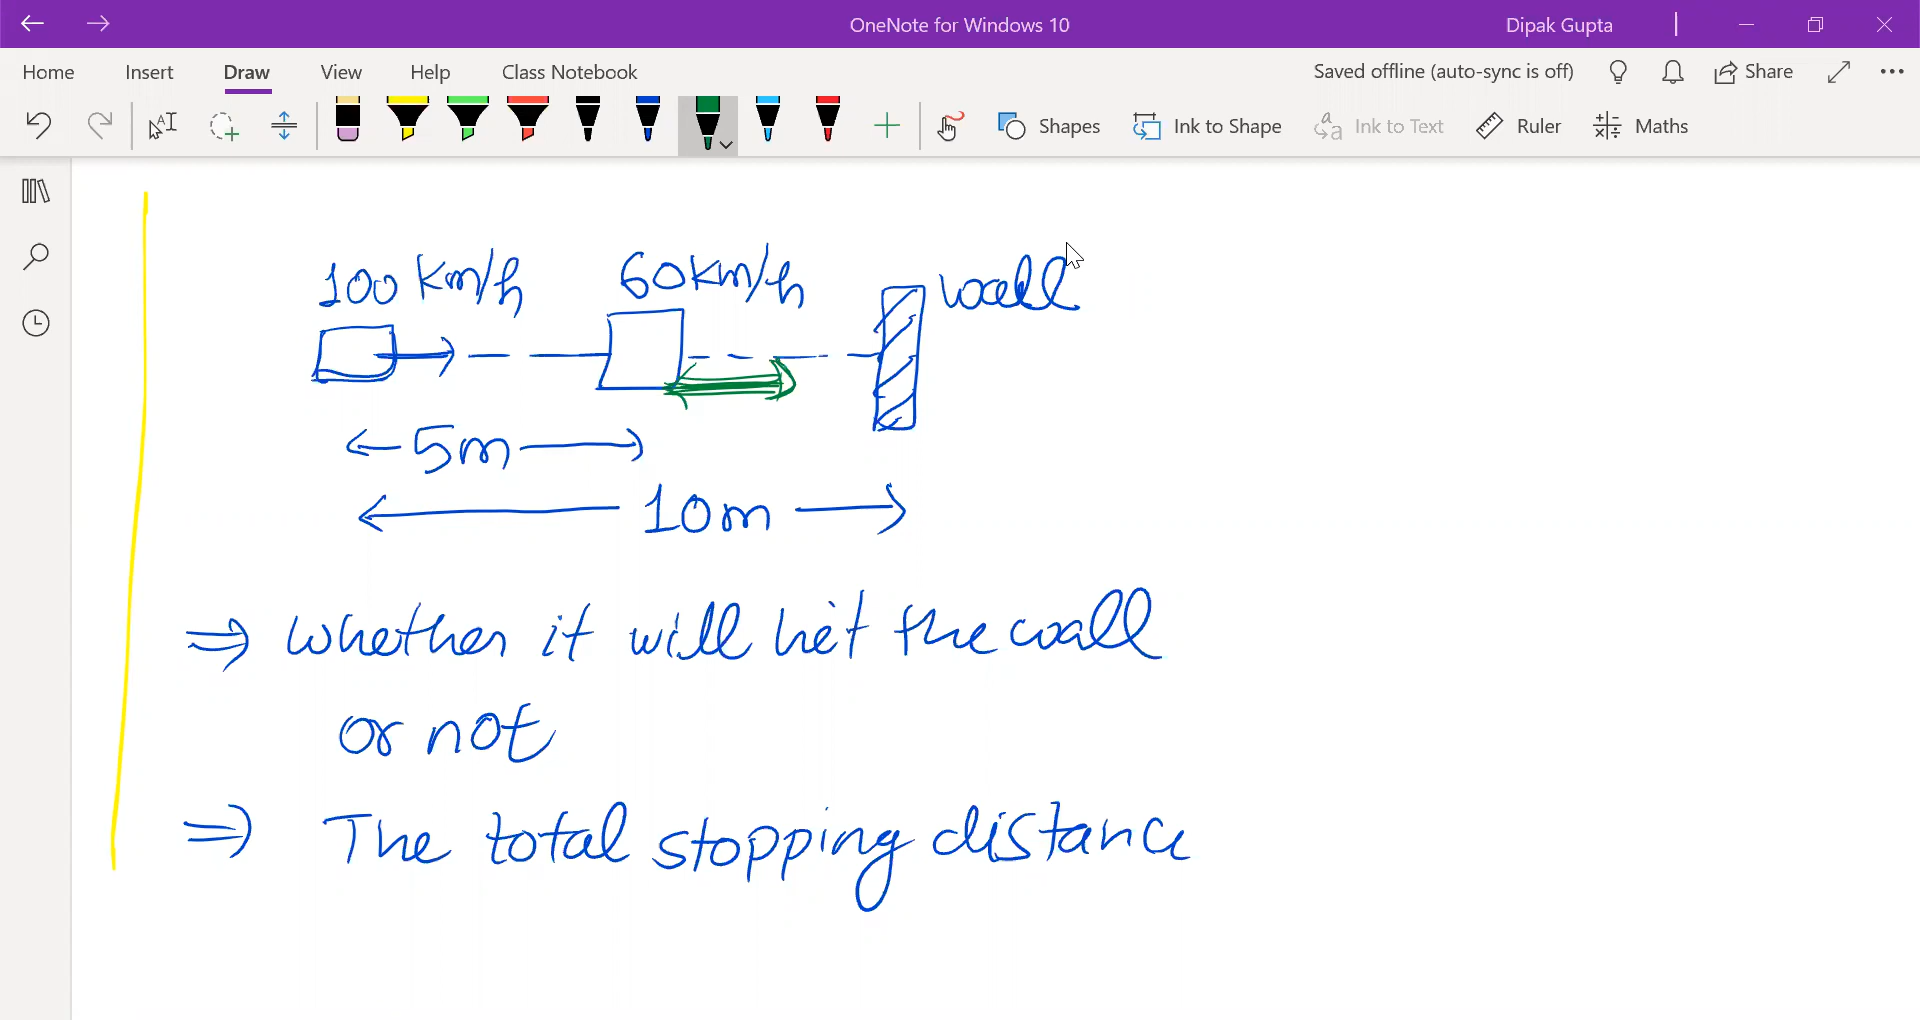 OneNote for Windows 10
Dipak Gupta
Home Insert Draw View Help Class Notebook
Saved offline (auto-sync is off) Share
Shapes Ink to Shape Ink to Text Ruler Maths
100 Km/h 60Km/h wall
5m
10m
⇒ whether it will hit the wall
or not
⇒ The total stopping distance